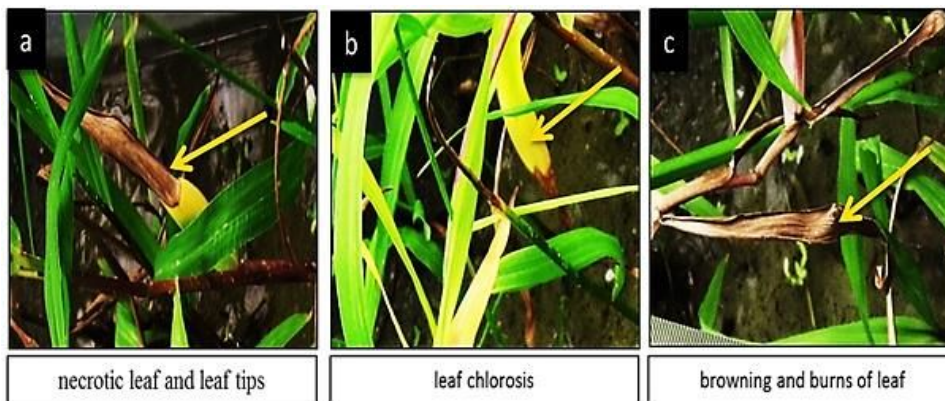 a
b
c
necrotic leaf and leaf tips
leaf chlorosis
browning and burns of leaf